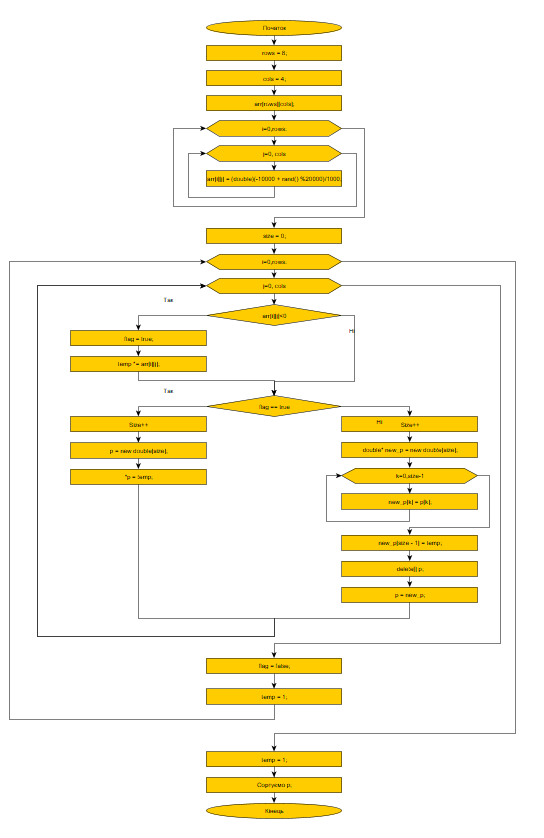 Початок
rows = 8;
cols = 4;
arr[rows][cols];
i=0,rows.
j=0, cols
arr[i][j] = (double)(-10000 + rand() %20000)/1000;
size = 0;
i=0,rows.
j=0, cols
Так
arr[i][j]<0
Ні
flag = true;
temp *= arr[i][j];
Так
flag == true
Ні
Size++
Size++
p = new double[size];
double* new_p = new double[size];
*p = temp;
k=0,size-1
new_p[k] = p[k];
new_p[size - 1] = temp;
delete[] p;
p = new_p;
flag = false;
temp = 1;
temp = 1;
Сортуємо p;
Кінець